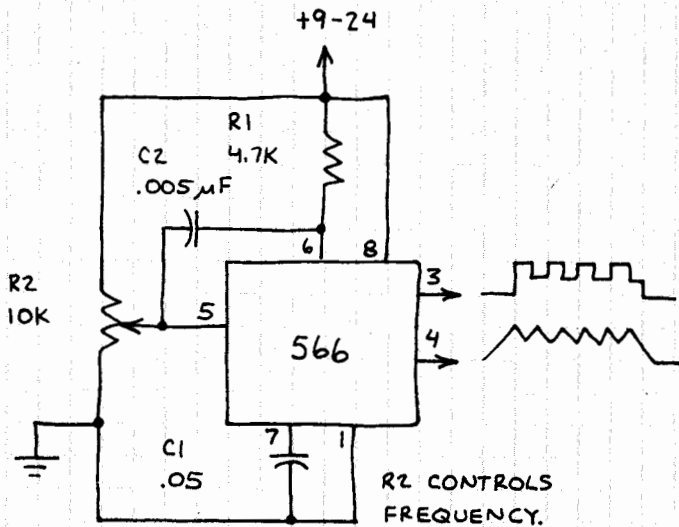 +9-24
R1
4.7K
C2
.005µF
6
8
3
R2
10K
5
566
4
7
1
C1
.05
R2 CONTROLS
FREQUENCY.